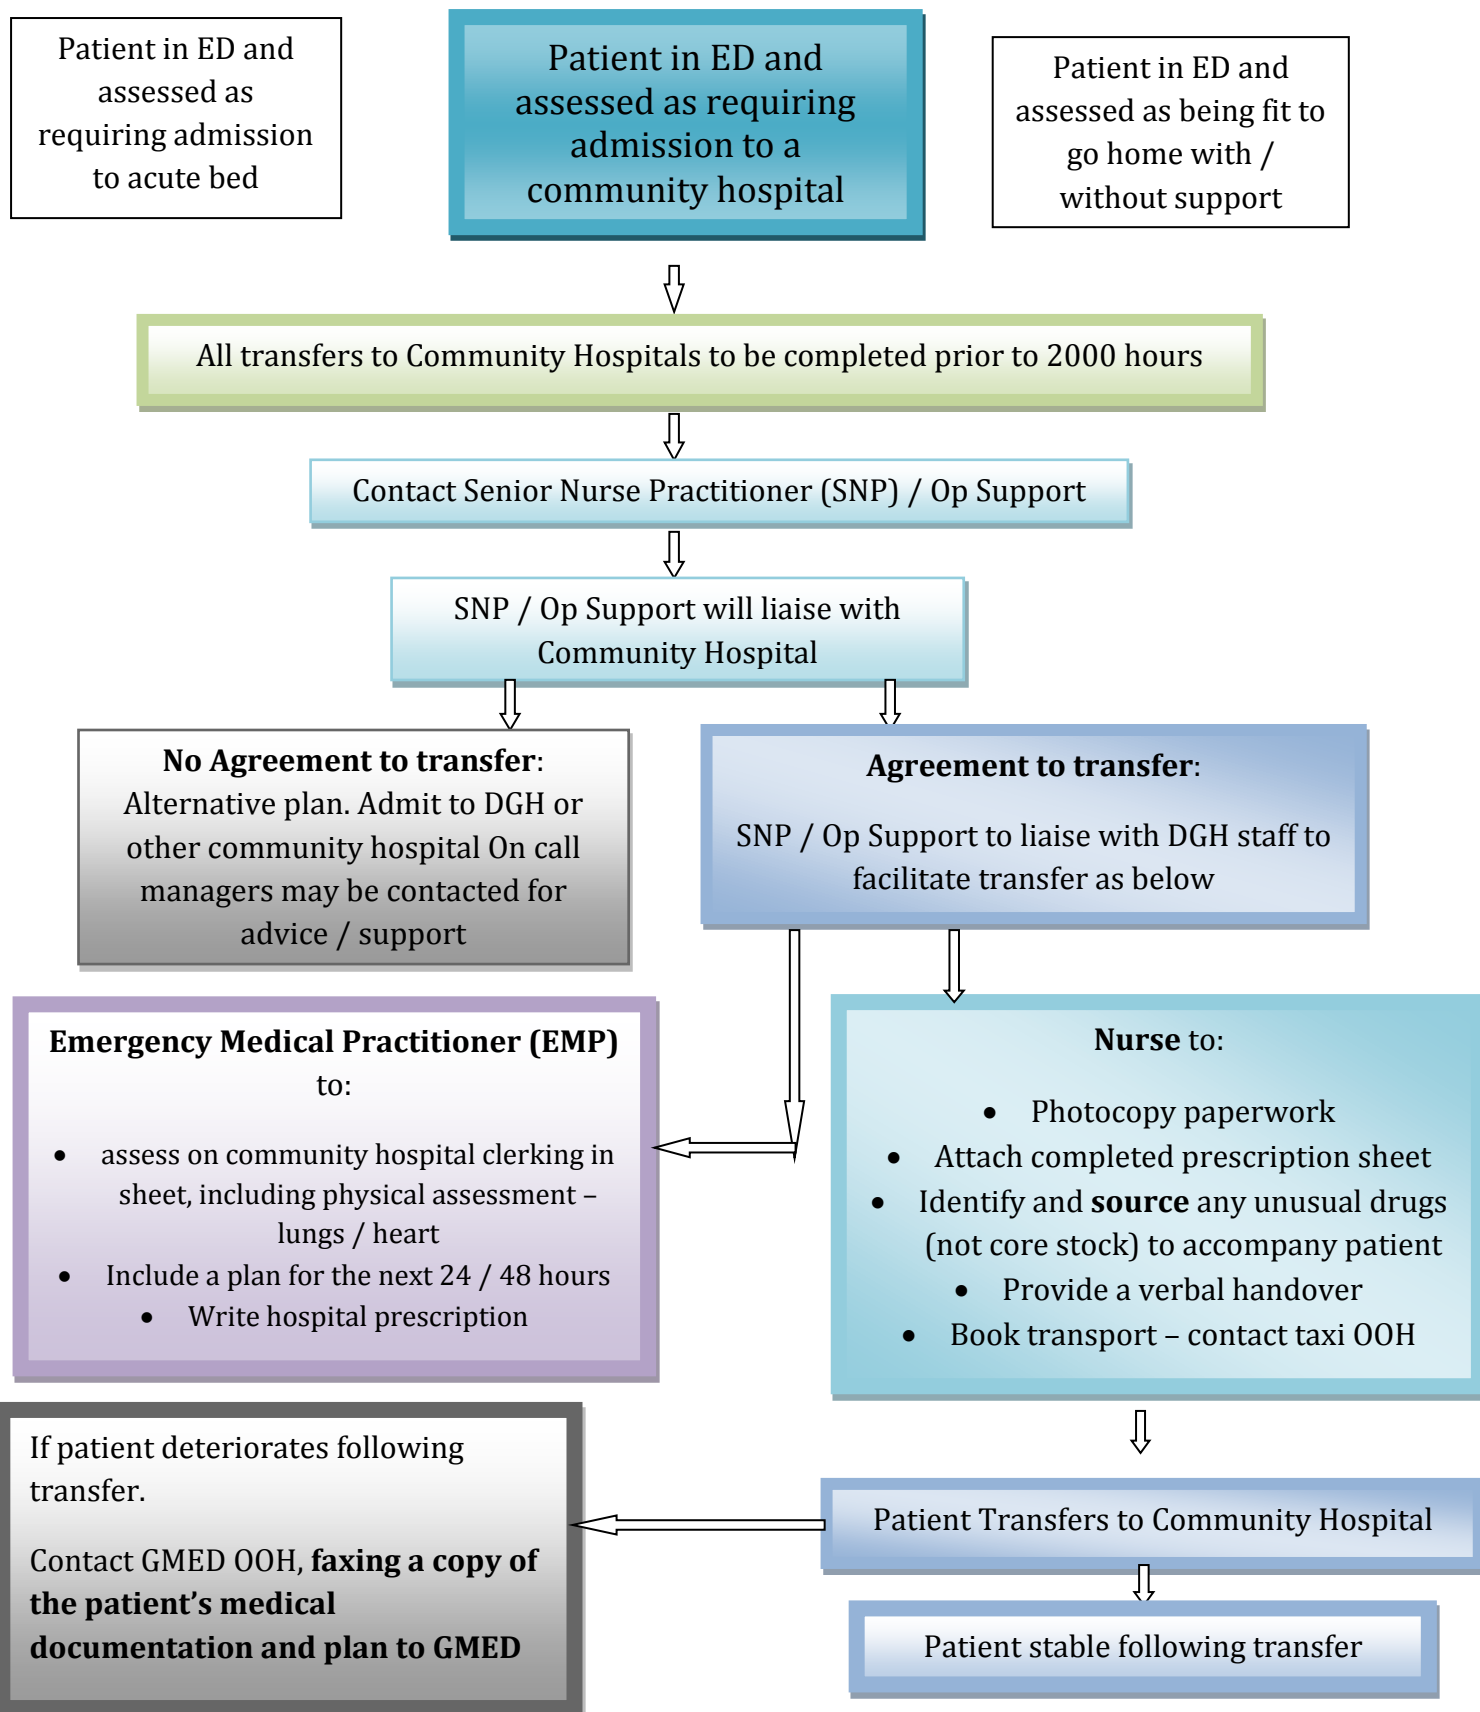 Patient in ED and
assessed as
requiring admission
to acute bed
Patient in ED and
assessed as requiring
admission to a
community hospital
Patient in ED and
assessed as being fit to
go home with /
without support
All transfers to Community Hospitals to be completed prior to 2000 hours
Contact Senior Nurse Practitioner (SNP) / Op Support
SNP / Op Support will liaise with
Community Hospital
No Agreement to transfer:
Alternative plan. Admit to DGH or
other community hospital On call
managers may be contacted for
advice / support
Agreement to transfer:
SNP / Op Support to liaise with DGH staff to
facilitate transfer as below
Emergency Medical Practitioner (EMP)
to:
• assess on community hospital clerking in
sheet, including physical assessment –
lungs / heart
• Include a plan for the next 24 / 48 hours
• Write hospital prescription
Nurse to:
• Photocopy paperwork
• Attach completed prescription sheet
• Identify and source any unusual drugs
(not core stock) to accompany patient
• Provide a verbal handover
• Book transport – contact taxi OOH
If patient deteriorates following
transfer.
Contact GMED OOH, faxing a copy of
the patient's medical
documentation and plan to GMED
Patient Transfers to Community Hospital
Patient stable following transfer